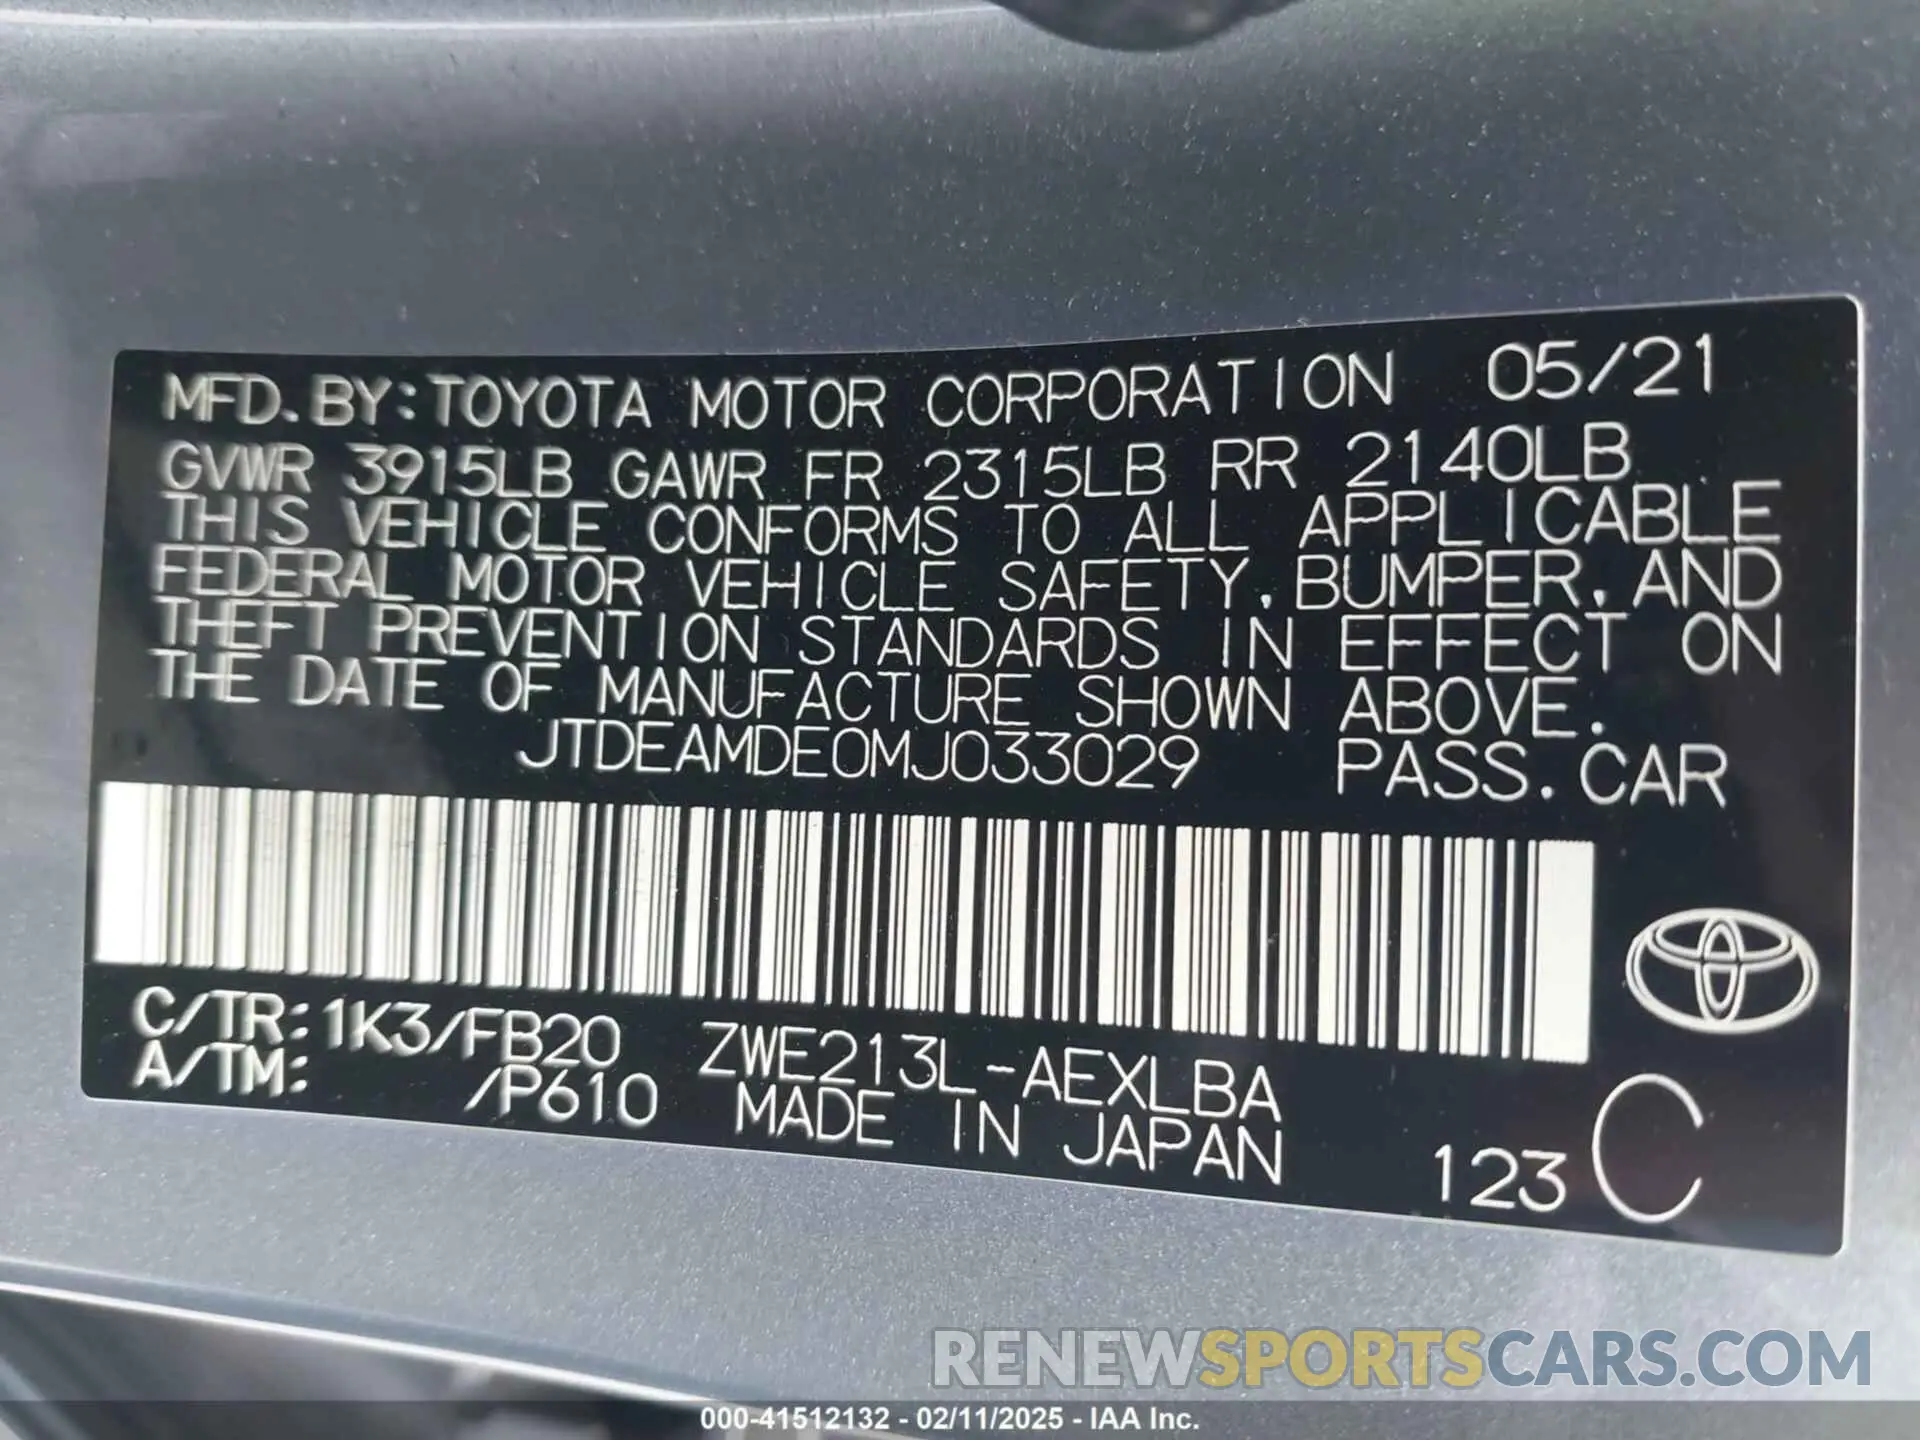 MFD. BY: TOYOTA MOTOR CORPORATION 05/21
GVWR 3915LB GAWR FR 2315LB RR 2140LB
THIS VEHICLE CONFORMS TO ALL APPLICABLE
FEDERAL MOTOR VEHICLE SAFETY, BUMPER, AND
THEFT PREVENTION STANDARDS IN EFFECT ON
THE DATE OF MANUFACTURE SHOWN ABOVE.
JTDEAMDE0MJ033029 PASS. CAR
C/TR: 1K3/FB20 ZWE213L-AEXLBA
A/TM: /P610 MADE IN JAPAN
123 C
RENEWSPORTSCARS.COM
000-41512132 - 02/11/2025 - IAA Inc.